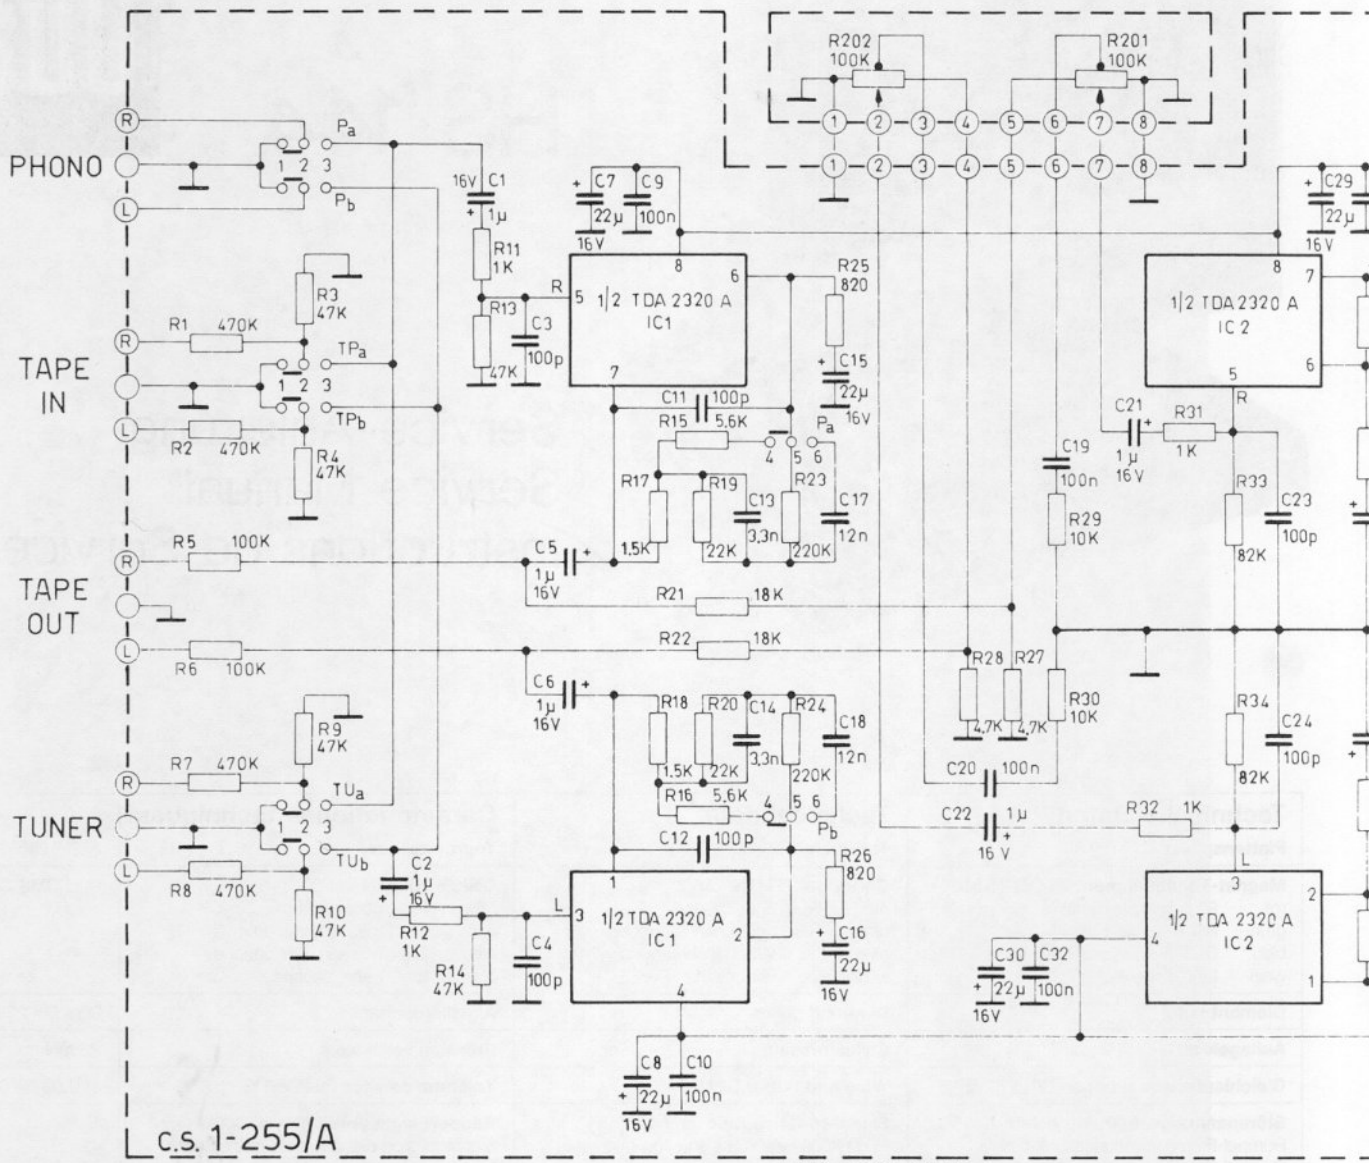 R202
100K
R201
100K
1 2 3 4 5 6 7 8
1 2 3 4 5 6 7 8
R
Pa
PHONO
1 2 3
Pb
L
16V C1
+ 1µ
R11
1K
R13
47K
C3
100p
R
+ C7
22µ
16V
C9
100n
8
5
6
7
1/2 TDA 2320 A
IC1
R25
820
+ C15
22µ
16V
C11 100p
R15 5.6K
Pa
4 5 6
R17
1,5K
R19
22K
C13
3,3n
R23
220K
C17
12n
R3
47K
R
R1 470K
TPa
TAPE
IN
1 2 3
TPb
L
R2 470K
R4
47K
R
R5 100K
TAPE
OUT
L
R6 100K
C5 +
1µ
16V
R21 18K
R22 18K
C6 +
1µ
16V
R18
1.5K
R20
22K
C14
3,3n
R24
220K
C18
12n
R16 5.6K
4 5 6
Pb
C12 100p
R9
47K
R
R7 470K
TUa
TUNER
1 2 3
TUb
L
R8 470K
R10
47K
C2
1µ
16V
+
R12
1K
R14
47K
C4
100p
L
3
1
2
4
1/2 TDA 2320 A
IC1
R26
820
+ C16
22µ
16V
C8
+ 22µ
16V
C10
100n
+ C29
22µ
16V
8
7
6
5
1/2 TDA 2320 A
IC2
R
C21 +
1µ
16V
R31
1K
C19
100n
R29
10K
R33
82K
C23
100p
R28
4,7K
R27
4,7K
R30
10K
R34
82K
C24
100p
C20 100n
C22 1µ
16V +
R32 1K
L
3
4
2
1
1/2 TDA 2320 A
IC2
C30
+ 22µ
16V
C32
100n
c.s. 1-255/A